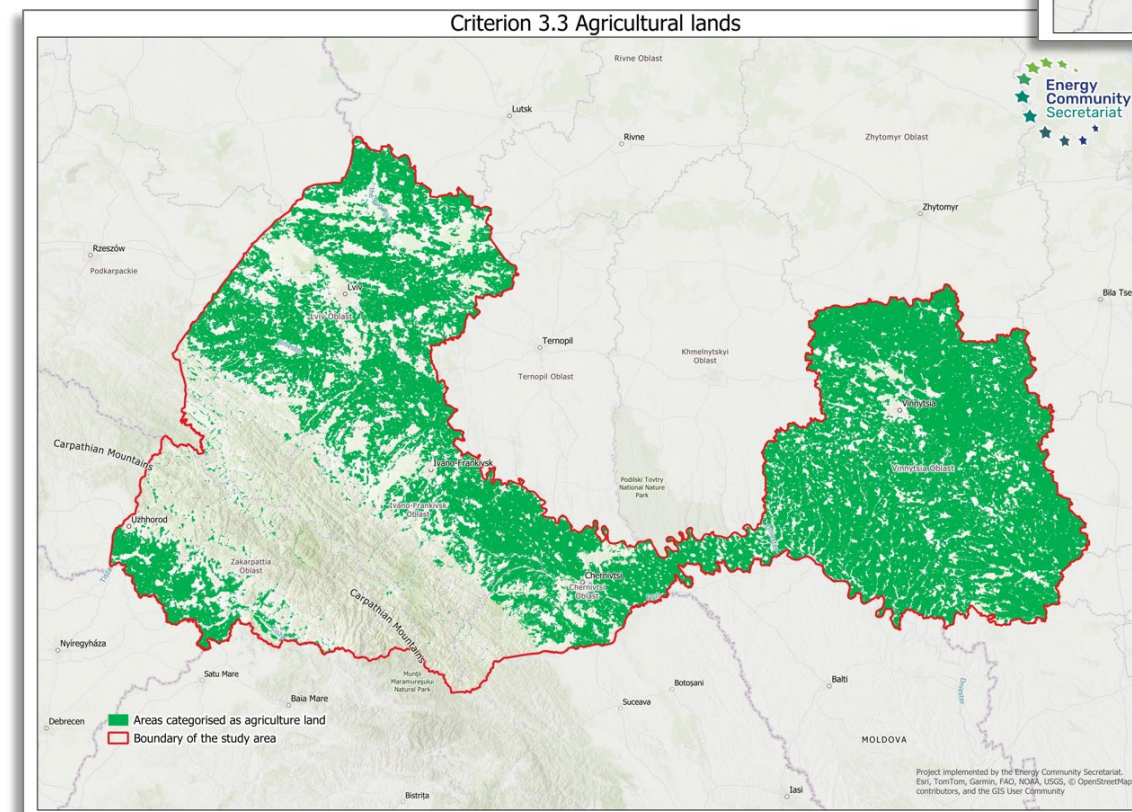 Criterion 3.3 Agricultural lands
Energy
Community
Secretariat
Rivne Oblast
Lutsk
Rivne
Zhytomyr Oblast
Zhytomyr
Rzeszów
Podkarpackie
Lviv
Lviv Oblast
Bila Tse
Ternopil
Ternopil Oblast
Khmelnytskyi
Oblast
Vinnytsia
Vinnytsia Oblast
Carpathian Mountains
Ivano-Frankivsk
Ivano-Frankivsk
Oblast
Podilski Tovtry
National Nature
Park
Uzhhorod
Zakarpattia
Oblast
Chernivtsi
Chernivtsi
Oblast
Carpathian Mountains
Nyíregyháza
Satu Mare
Munții
Maramureșului
Natural Park
Baia Mare
Botoșani
Suceava
Balti
Dniester
Debrecen
Areas categorised as agriculture land
Boundary of the study area
MOLDOVA
Bistrița
Iasi
Project implemented by the Energy Community Secretariat.
Esri, TomTom, Garmin, FAO, NOAA, USGS, © OpenStreetMap
contributors, and the GIS User Community